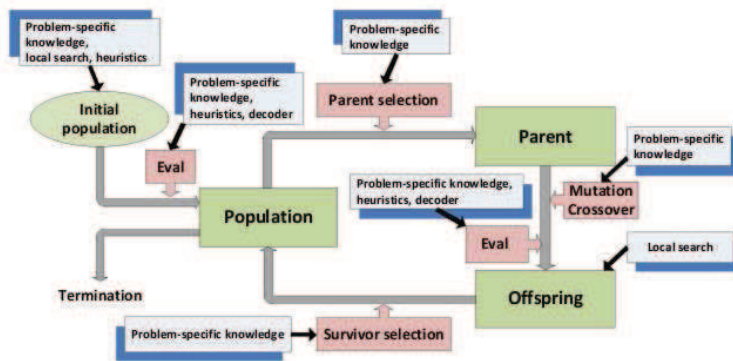 Problem-specific
knowledge,
local search, heuristics
Problem-specific
knowledge
Problem-specific
knowledge,
heuristics, decoder
Initial
population
Parent selection
Parent
Problem-specific
knowledge
Eval
Problem-specific knowledge,
heuristics, decoder
Mutation
Crossover
Population
Eval
Local search
Termination
Offspring
Problem-specific knowledge
Survivor selection